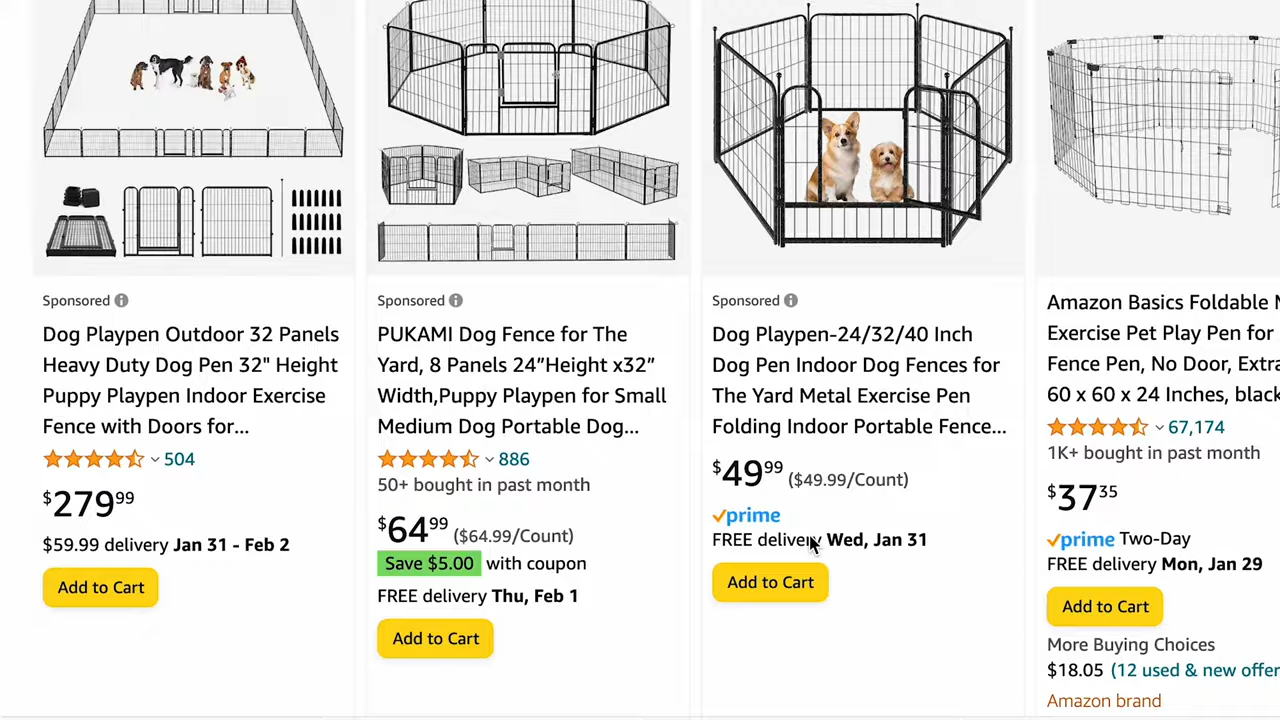 Sponsored
Dog Playpen Outdoor 32 Panels
Heavy Duty Dog Pen 32" Height
Puppy Playpen Indoor Exercise
Fence with Doors for...
504
$279.99
$59.99 delivery Jan 31 - Feb 2
Add to Cart
Sponsored
PUKAMI Dog Fence for The
Yard, 8 Panels 24”Height x32”
Width,Puppy Playpen for Small
Medium Dog Portable Dog...
886
50+ bought in past month
$64.99 ($64.99/Count)
Save $5.00 with coupon
FREE delivery Thu, Feb 1
Add to Cart
Sponsored
Dog Playpen-24/32/40 Inch
Dog Pen Indoor Dog Fences for
The Yard Metal Exercise Pen
Folding Indoor Portable Fence...
$49.99 ($49.99/Count)
prime
FREE delivery Wed, Jan 31
Add to Cart
Amazon Basics Foldable
Exercise Pet Play Pen for
Fence Pen, No Door, Extra
60 x 60 x 24 Inches, black
67,174
1K+ bought in past month
$37.35
prime Two-Day
FREE delivery Mon, Jan 29
Add to Cart
More Buying Choices
$18.05 (12 used & new offer
Amazon brand